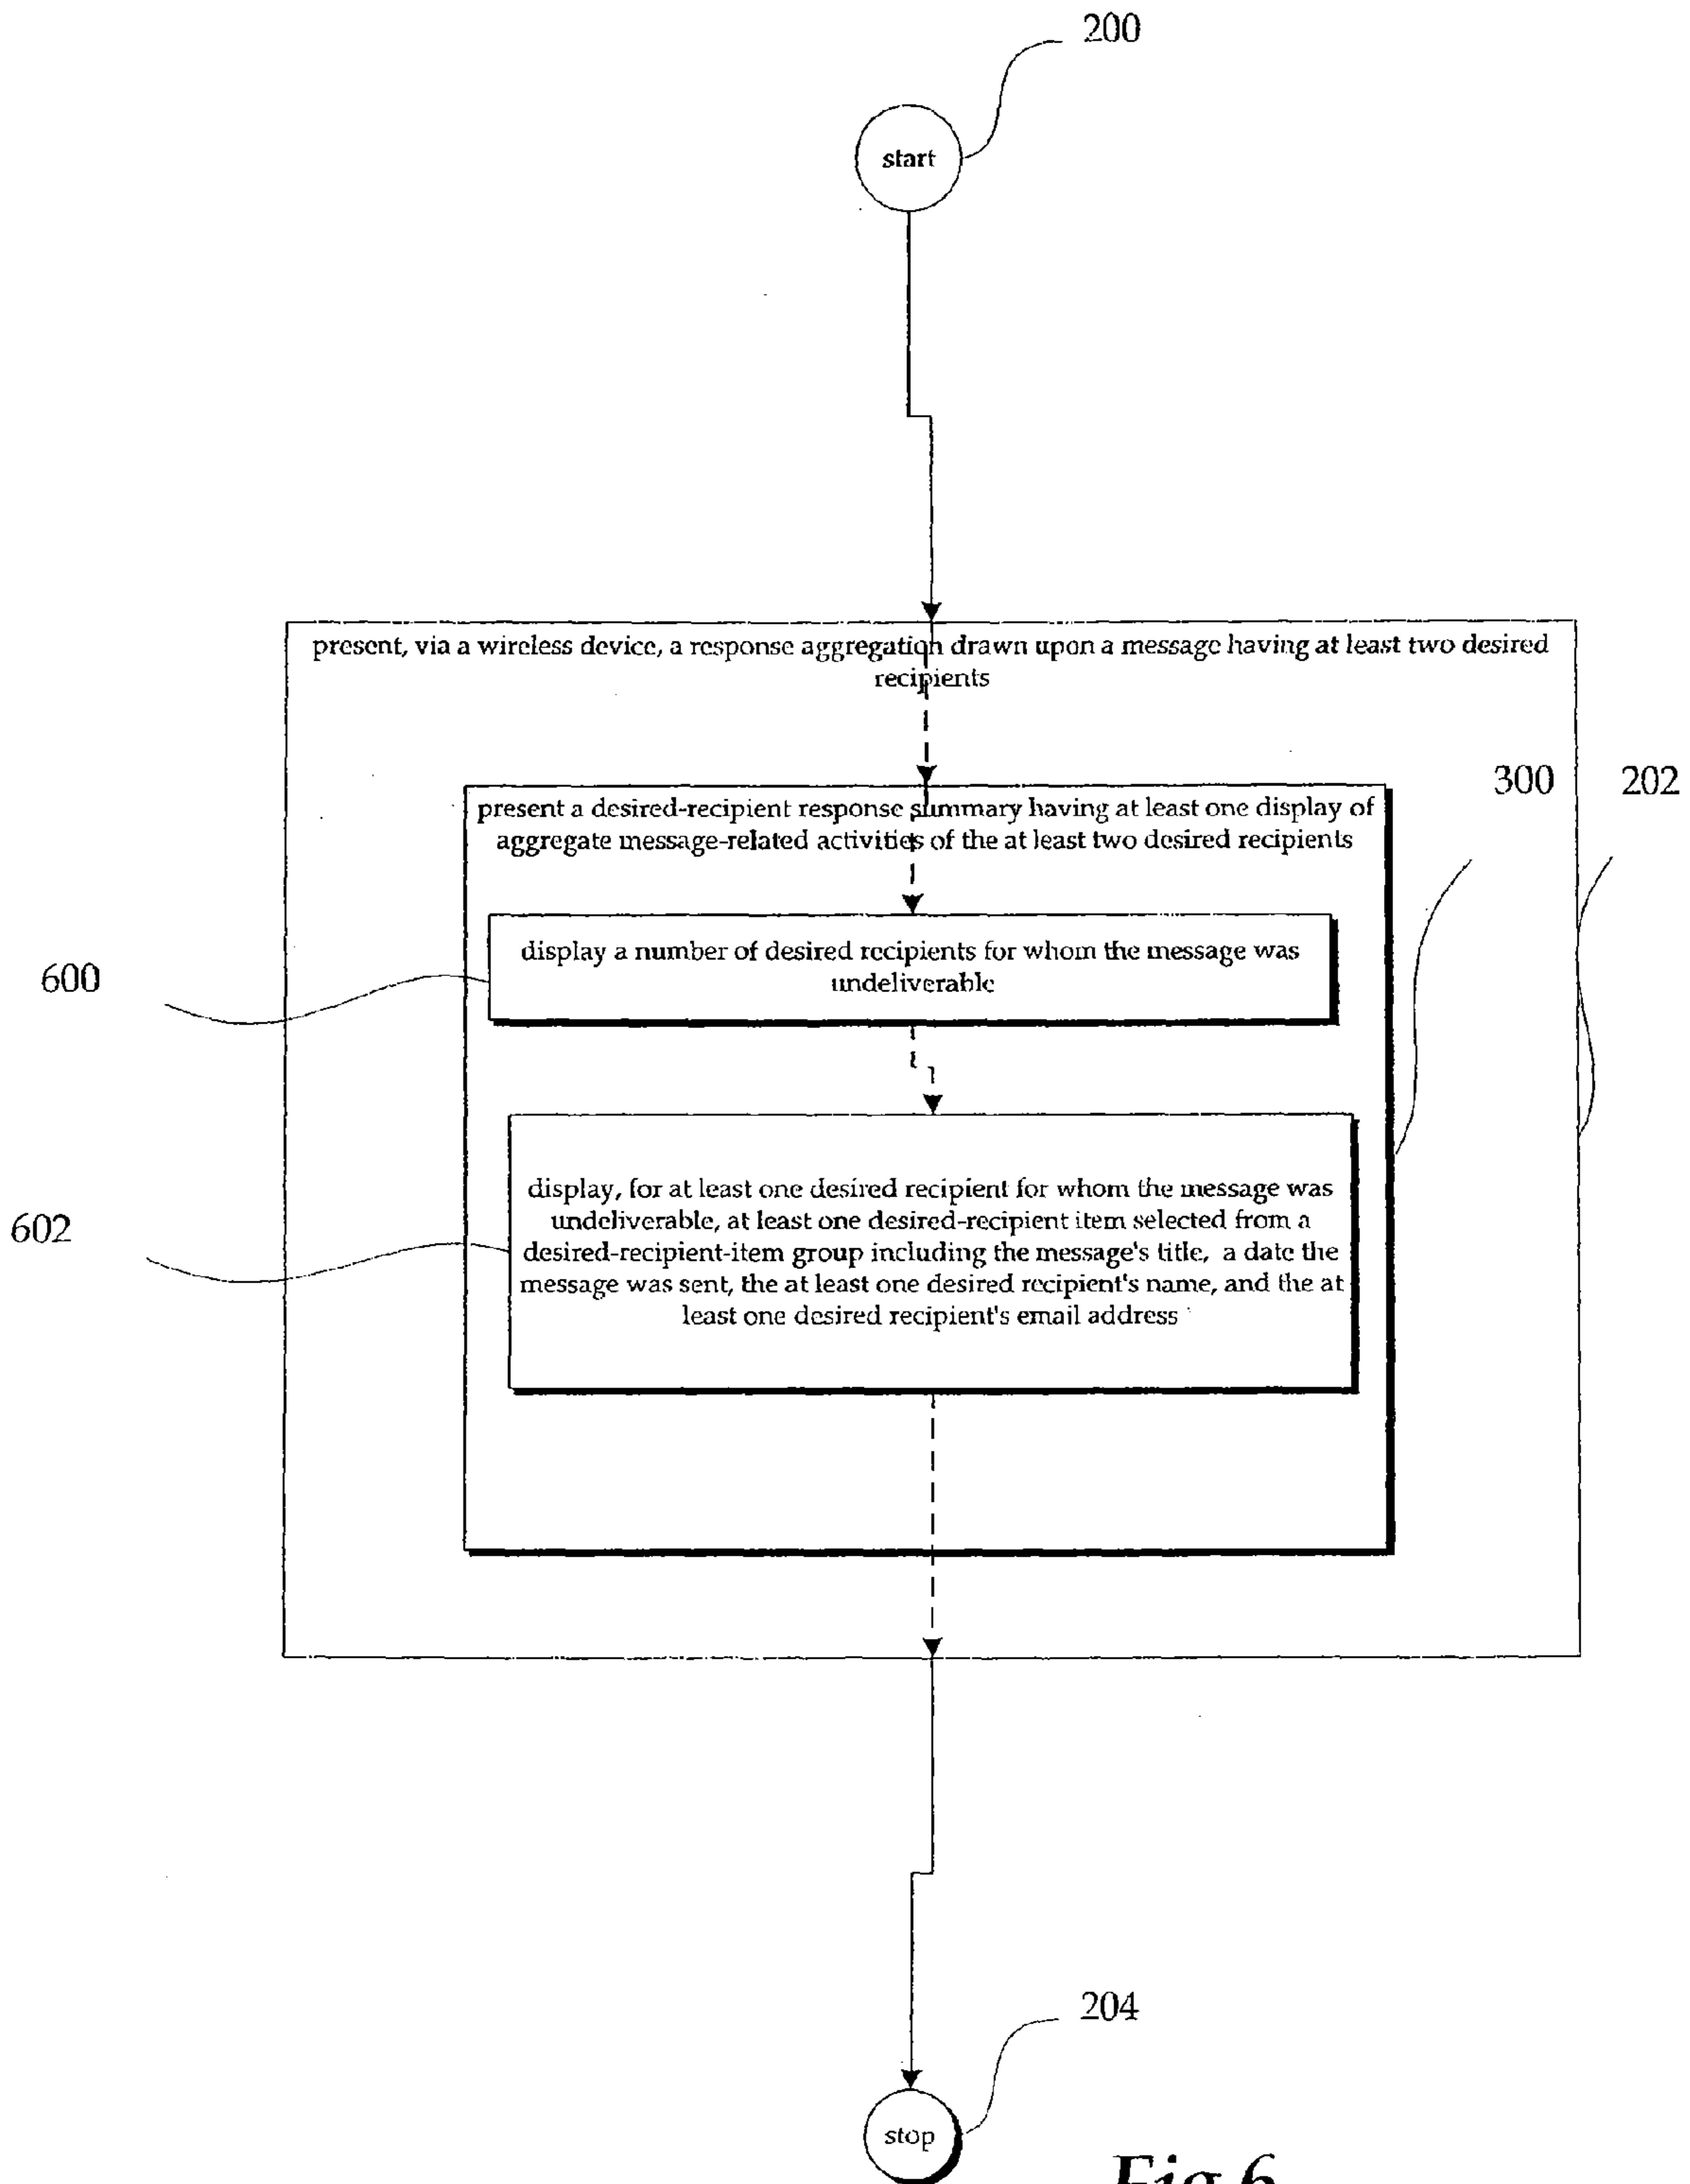 200
start
present, via a wireless device, a response aggregation drawn upon a message having at least two desired
recipients
300
202
present a desired-recipient response summary having at least one display of
aggregate message-related activities of the at least two desired recipients
600
display a number of desired recipients for whom the message was
undeliverable
602
display, for at least one desired recipient for whom the message was
undeliverable, at least one desired-recipient item selected from a
desired-recipient-item group including the message's title, a date the
message was sent, the at least one desired recipient's name, and the at
least one desired recipient's email address
204
stop
Fig.6